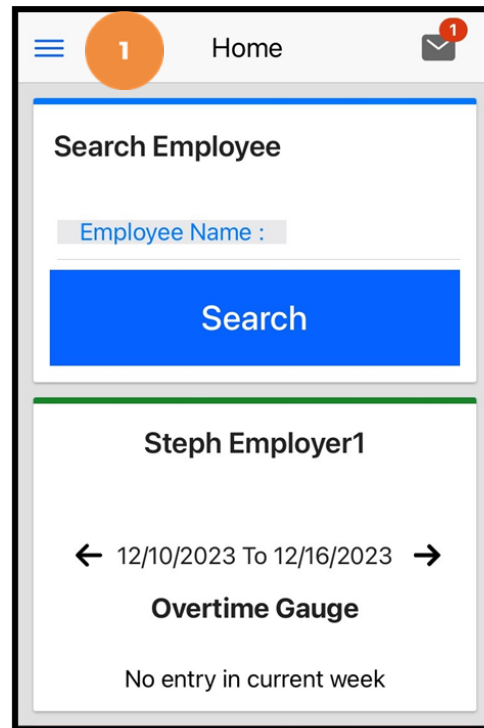 1 Home 1
Search Employee
Employee Name :
Search
Steph Employer1
12/10/2023 To 12/16/2023
Overtime Gauge
No entry in current week